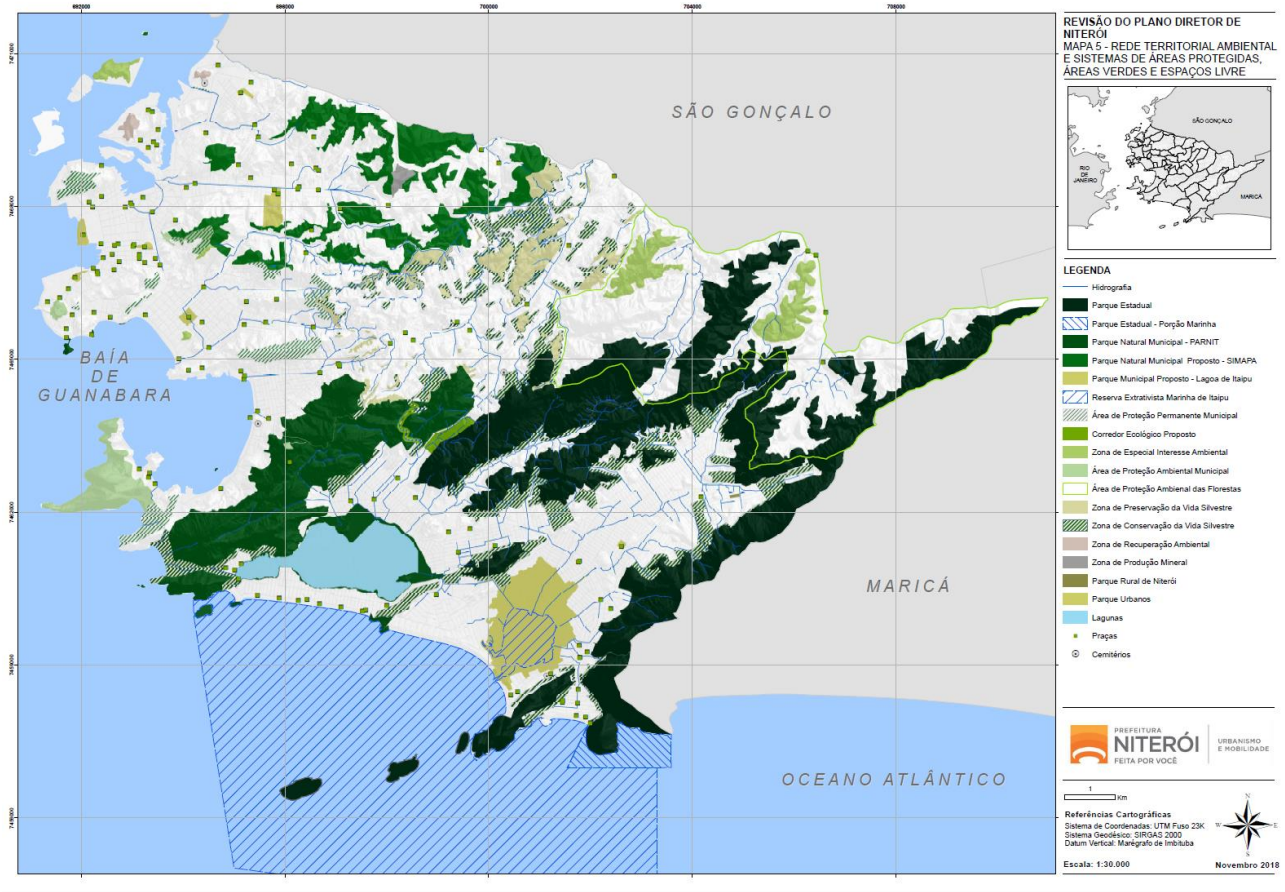 692000
696000
700000
704000
708000
SÃO GONÇALO
BAÍA
DE
GUANABARA
MARICÁ
OCEANO ATLÂNTICO
REVISÃO DO PLANO DIRETOR DE
NITERÓI
MAPA 5 - REDE TERRITORIAL AMBIENTAL
E SISTEMAS DE ÁREAS PROTEGIDAS,
ÁREAS VERDES E ESPAÇOS LIVRE
SÃO GONÇALO
RIO
DE
JANEIRO
MARICÁ
LEGENDA
Hidrografia
Parque Estadual
Parque Estadual - Porção Marinha
Parque Natural Municipal - PARNIT
Parque Natural Municipal Proposto - SIMAPA
Parque Municipal Proposto - Lagoa de Itaipu
Reserva Extrativista Marinha de Itaipu
Área de Proteção Permanente Municipal
Corredor Ecológico Proposto
Zona de Especial Interesse Ambiental
Área de Proteção Ambiental Municipal
Área de Proteção Ambienal das Florestas
Zona de Preservação da Vida Silvestre
Zona de Conservação da Vida Silvestre
Zona de Recuperação Ambiental
Zona de Produção Mineral
Parque Rural de Niterói
Parque Urbanos
Lagunas
Praças
Cemitérios
PREFEITURA
NITERÓI
FEITA POR VOCÊ
URBANISMO
E MOBILIDADE
1
Km
Referências Cartográficas
Sistema de Coordenadas: UTM Fuso 23K
Sistema Geodésico: SIRGAS 2000
Datum Vertical: Marégrafo de Imbituba
Escala: 1:30.000
N
W
E
S
Novembro 2018